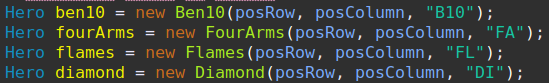 Hero ben10 = new Ben10(posRow, posColumn, "B10");
Hero fourArms = new FourArms(posRow, posColumn, "FA");
Hero flames = new Flames(posRow, posColumn, "FL");
Hero diamond = new Diamond(posRow, posColumn, "DI");